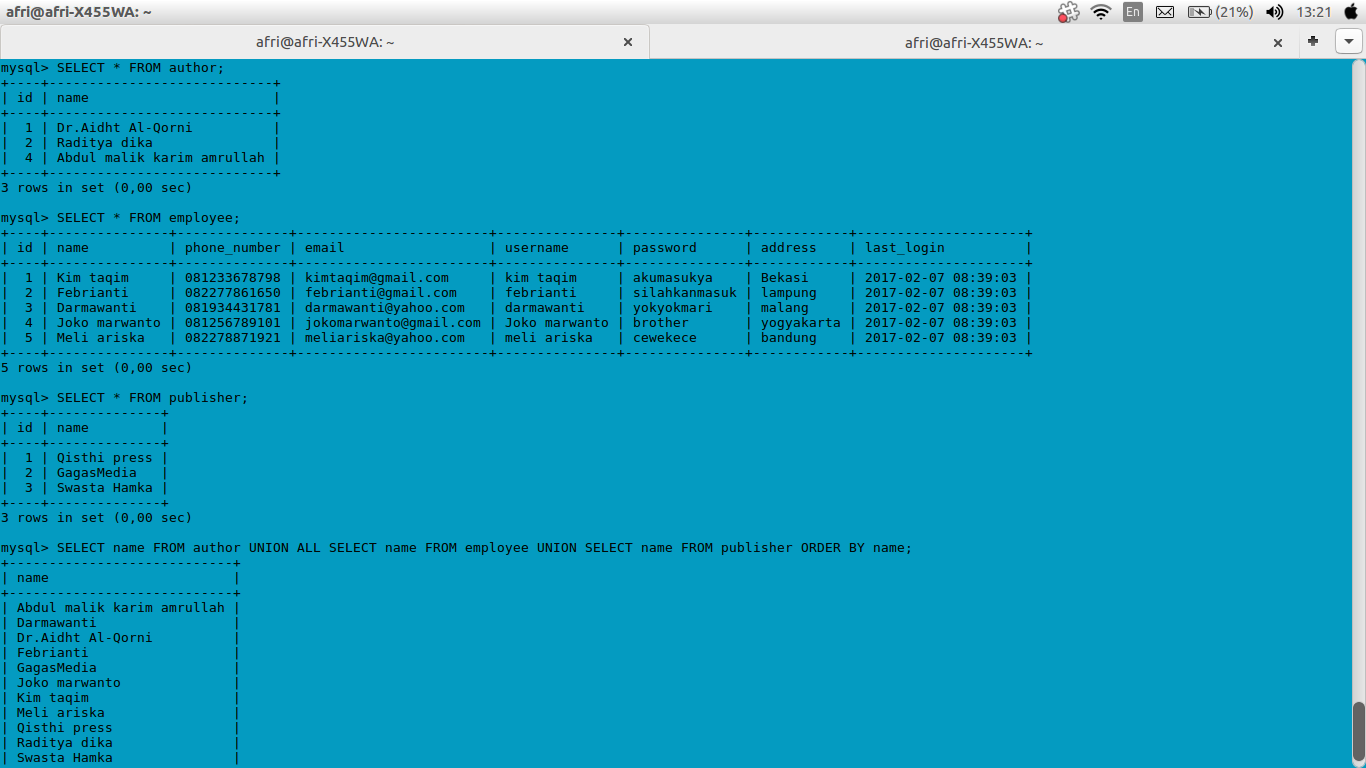 afri@afri-X455WA: ~
En (21%) 13:21
afri@afri-X455WA: ~ × afri@afri-X455WA: ~ ×
mysql> SELECT * FROM author;
+----+----------------------------+
| id | name                       |
+----+----------------------------+
|  1 | Dr.Aidht Al-Qorni          |
|  2 | Raditya dika               |
|  4 | Abdul malik karim amrullah |
+----+----------------------------+
3 rows in set (0,00 sec)

mysql> SELECT * FROM employee;
+----+---------------+--------------+------------------------+---------------+--------------+------------+---------------------+
| id | name          | phone_number | email                  | username      | password     | address    | last_login          |
+----+---------------+--------------+------------------------+---------------+--------------+------------+---------------------+
|  1 | Kim taqim     | 081233678798 | kimtaqim@gmail.com     | kim taqim     | akumasukya   | Bekasi     | 2017-02-07 08:39:03 |
|  2 | Febrianti     | 082277861650 | febrianti@gmail.com    | febrianti     | silahkanmasuk | lampung    | 2017-02-07 08:39:03 |
|  3 | Darmawanti    | 081934431781 | darmawanti@yahoo.com   | darmawanti    | yokyokmari   | malang     | 2017-02-07 08:39:03 |
|  4 | Joko marwanto | 081256789101 | jokomarwanto@gmail.com | Joko marwanto | brother      | yogyakarta | 2017-02-07 08:39:03 |
|  5 | Meli ariska   | 082278871921 | meliariska@yahoo.com   | meli ariska   | cewekece     | bandung    | 2017-02-07 08:39:03 |
+----+---------------+--------------+------------------------+---------------+--------------+------------+---------------------+
5 rows in set (0,00 sec)

mysql> SELECT * FROM publisher;
+----+--------------+
| id | name         |
+----+--------------+
|  1 | Qisthi press |
|  2 | GagasMedia   |
|  3 | Swasta Hamka |
+----+--------------+
3 rows in set (0,00 sec)

mysql> SELECT name FROM author UNION ALL SELECT name FROM employee UNION SELECT name FROM publisher ORDER BY name;
+----------------------------+
| name                       |
+----------------------------+
| Abdul malik karim amrullah |
| Darmawanti                 |
| Dr.Aidht Al-Qorni          |
| Febrianti                  |
| GagasMedia                 |
| Joko marwanto              |
| Kim taqim                  |
| Meli ariska                |
| Qisthi press               |
| Raditya dika               |
| Swasta Hamka               |